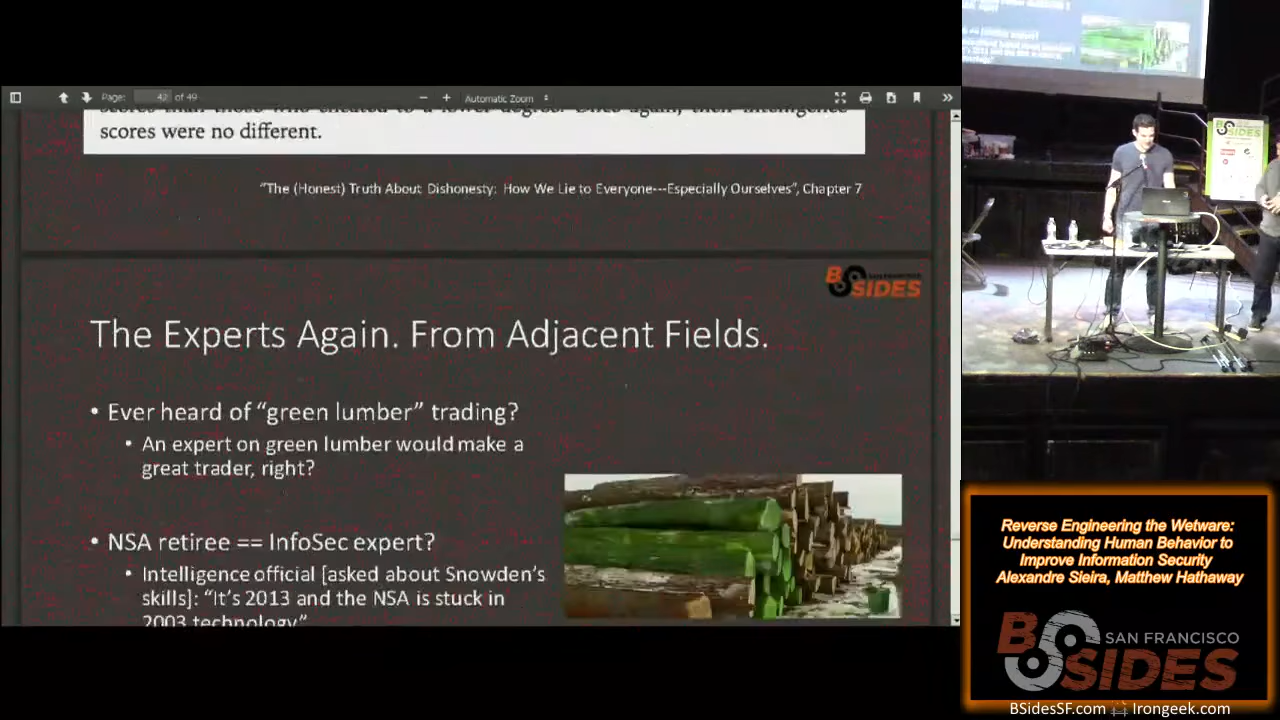 Page: 42 of 49
Automatic Zoom
scores were no different.
"The (Honest) Truth About Dishonesty: How We Lie to Everyone---Especially Ourselves", Chapter 7
BSIDES SAN FRANCISCO
The Experts Again. From Adjacent Fields.
• Ever heard of "green lumber" trading?
• An expert on green lumber would make a
great trader, right?
• NSA retiree == InfoSec expert?
• Intelligence official [asked about Snowden's
skills]: "It's 2013 and the NSA is stuck in
2003 technology"
SIDES
Reverse Engineering the Wetware:
Understanding Human Behavior to
Improve Information Security
Alexandre Sieira, Matthew Hathaway
BSIDES SAN FRANCISCO
BSidesSF.com Irongeek.com